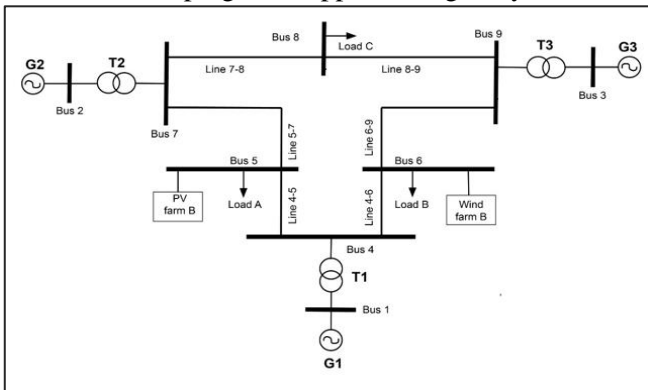 Bus 8
Load C
Bus 9
G2
T2
T3
G3
Line 7-8
Line 8-9
Bus 2
Bus 3
Bus 7
Line 5-7
Line 6-9
Bus 5
Bus 6
PV
farm B
Load A
Line 4-5
Line 4-6
Load B
Wind
farm B
Bus 4
T1
Bus 1
G1